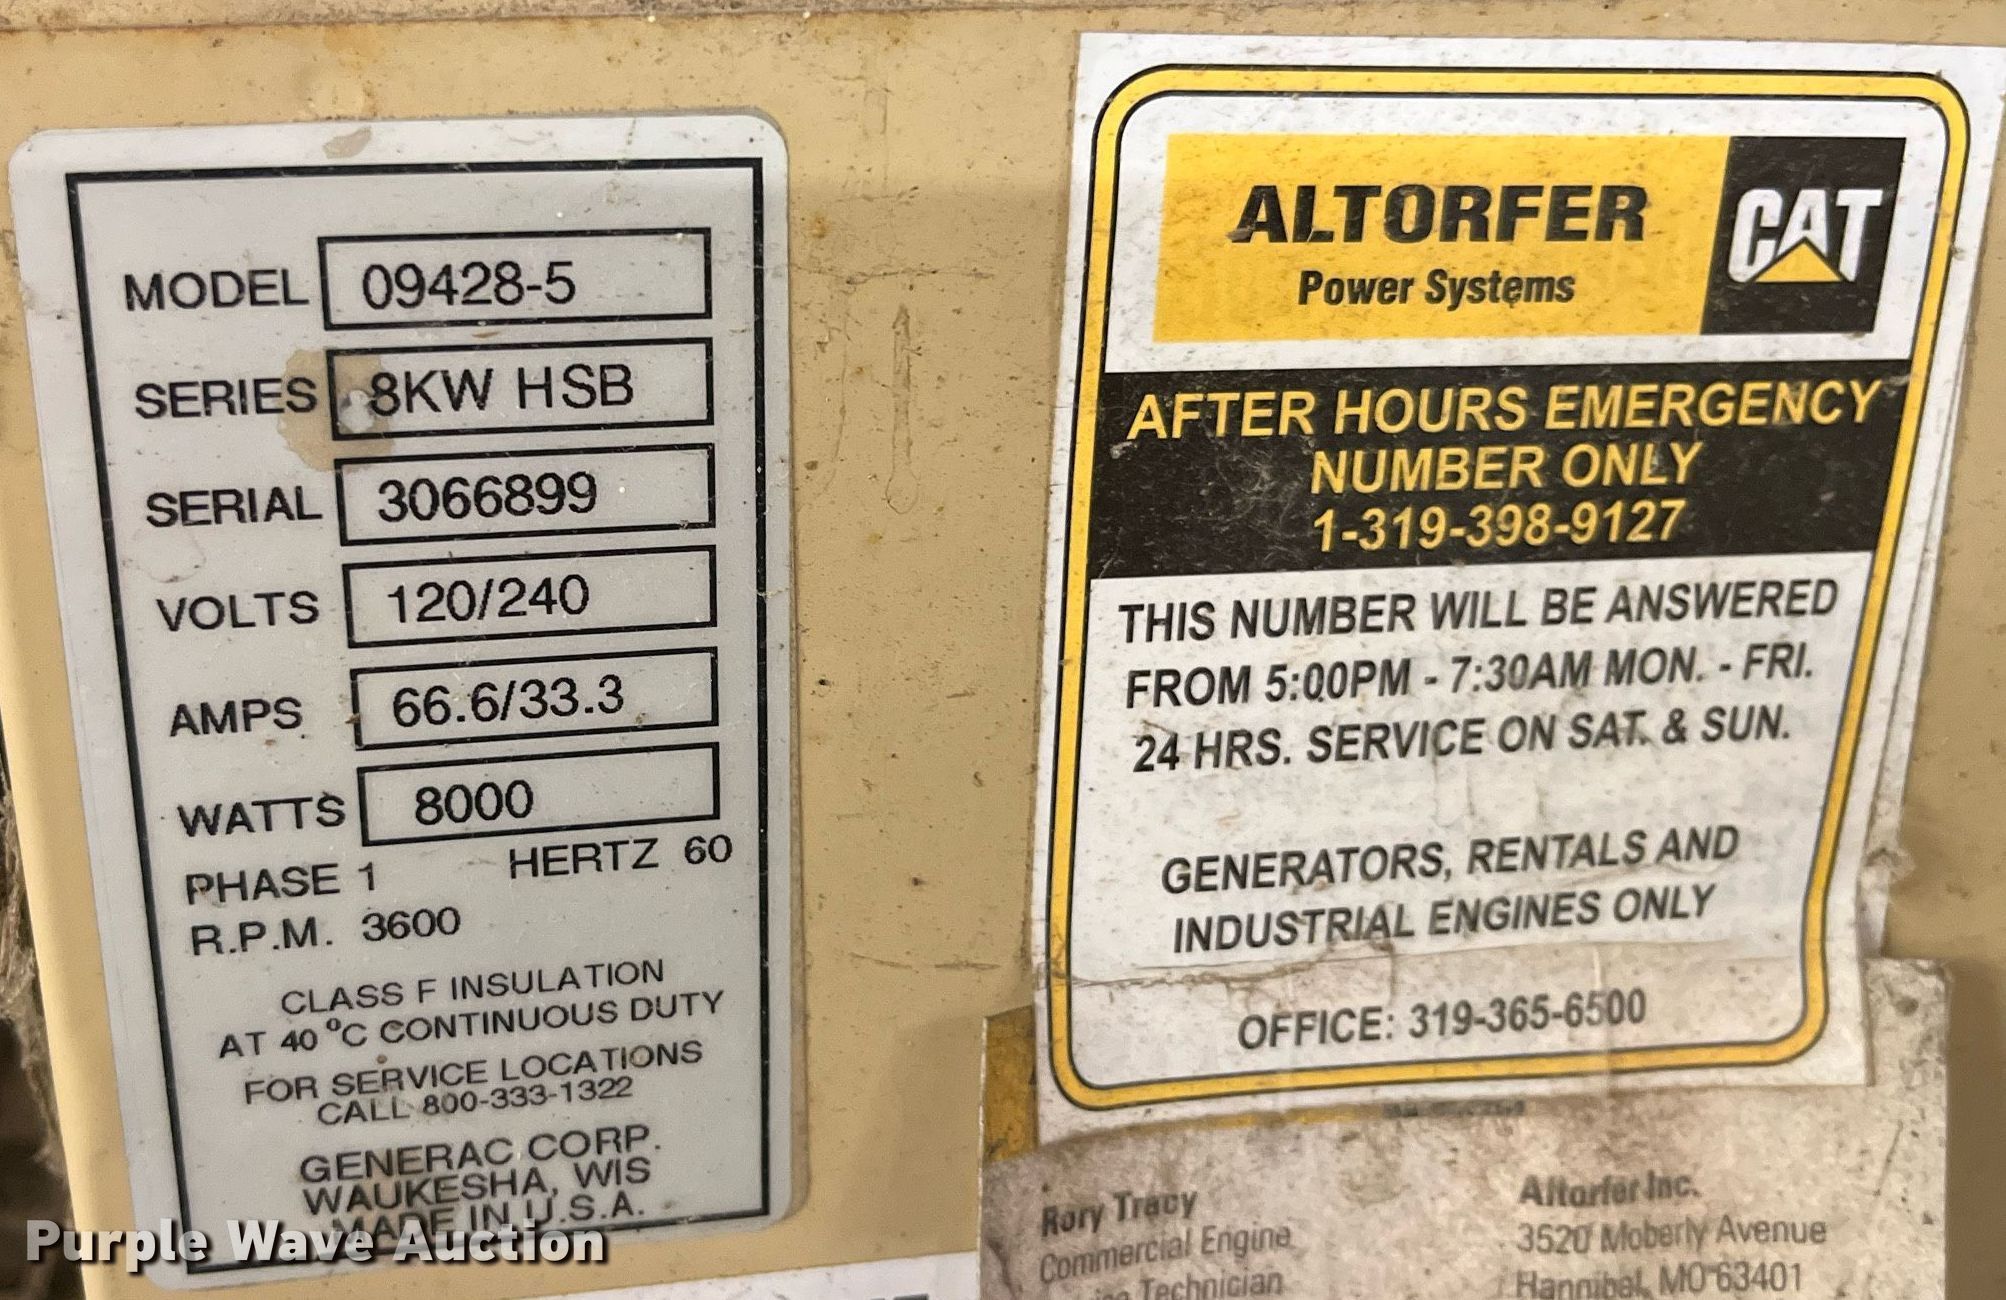 MODEL 09428-5
SERIES 8KW HSB
SERIAL 3066899
VOLTS 120/240
AMPS 66.6/33.3
WATTS 8000
PHASE 1 HERTZ 60
R.P.M. 3600
CLASS F INSULATION
AT 40 °C CONTINUOUS DUTY
FOR SERVICE LOCATIONS
CALL 800-333-1322
GENERAC CORP.
WAUKESHA, WIS
MADE IN U.S.A.
Purple Wave Auction
ALTORFER CAT
Power Systems
AFTER HOURS EMERGENCY
NUMBER ONLY
1-319-398-9127
THIS NUMBER WILL BE ANSWERED
FROM 5:00PM - 7:30AM MON. - FRI.
24 HRS. SERVICE ON SAT. & SUN.
GENERATORS, RENTALS AND
INDUSTRIAL ENGINES ONLY
OFFICE: 319-365-6500
Rory Tracy
Commercial Engine
Technician
Altorfer Inc.
3520 Moberly Avenue
Hannibal, MO 63401